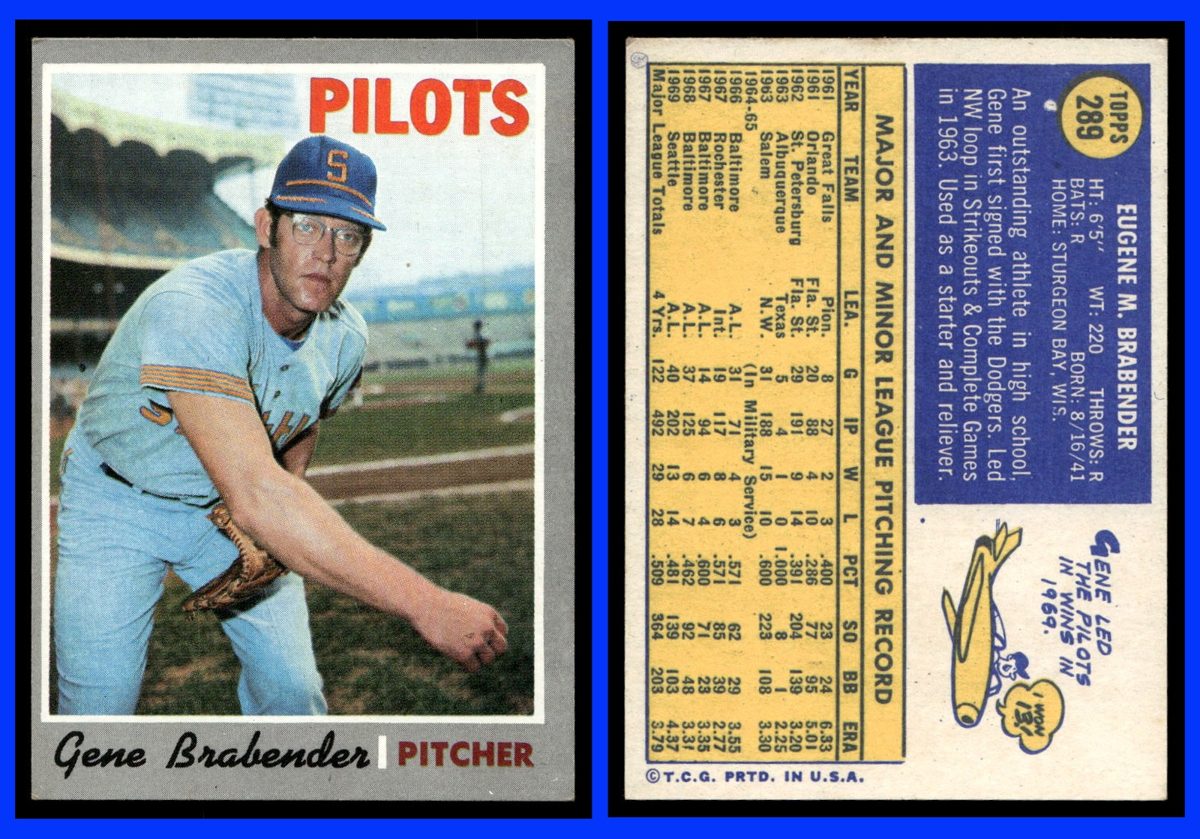 PILOTS
S
Gene Brabender
PITCHER
TOPPS
289
EUGENE M. BRABENDER
HT: 6'5'' WT: 220 THROWS: R
BATS: R BORN: 8/16/41
HOME: STURGEON BAY, WIS.
An outstanding athlete in high school,
Gene first signed with the Dodgers. Led
NW loop in Strikeouts & Complete Games
in 1963. Used as a starter and reliever.
GENE LED
THE PILOTS
IN WINS IN
1969.
I WON
13!
MAJOR AND MINOR LEAGUE PITCHING RECORD
YEAR TEAM LEA. G IP W L PCT SO BB ERA
1961 Great Falls Pion. 8 27 2 3 .400 23 24 6.33
1961 Orlando Fla. St. 20 88 4 10 .286 77 95 5.01
1962 St. Petersburg Fla. St. 29 191 9 14 .391 204 139 3.20
1963 Albuquerque Texas 5 4 1 0 1.000 8 1 2.25
1963 Salem N.W. 31 188 15 10 .600 223 108 3.30
1964-65 (In Military Service)
1966 Baltimore A.L. 31 71 4 3 .571 62 29 3.55
1967 Rochester Int. 19 117 8 6 .571 85 39 2.77
1967 Baltimore A.L. 14 94 6 4 .600 71 23 3.35
1968 Baltimore A.L. 37 125 6 7 .462 92 48 3.31
1969 Seattle A.L. 40 202 13 14 .481 139 103 4.37
Major League Totals 4 Yrs. 122 492 29 28 .509 364 203 3.79
©T.C.G. PRTD. IN U.S.A.